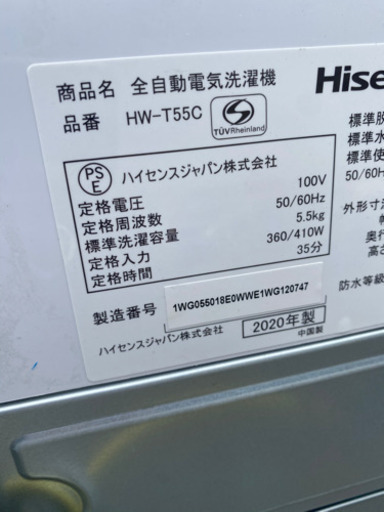 商品名 全自動電気洗濯機
品番 HW-T55C
TÜVRheinland
PSE ハイセンスジャパン株式会社
定格電圧 100V
定格周波数 50/60Hz
標準洗濯容量 5.5kg
定格入力 360/410W
定格時間 35分
製造番号 1WG055018E0WWE1WG120747
ハイセンスジャパン株式会社
2020年製
中国製
Hise
標準脱
標準水
標準使
50/60H
外形寸
奥行
高さ
防水等級